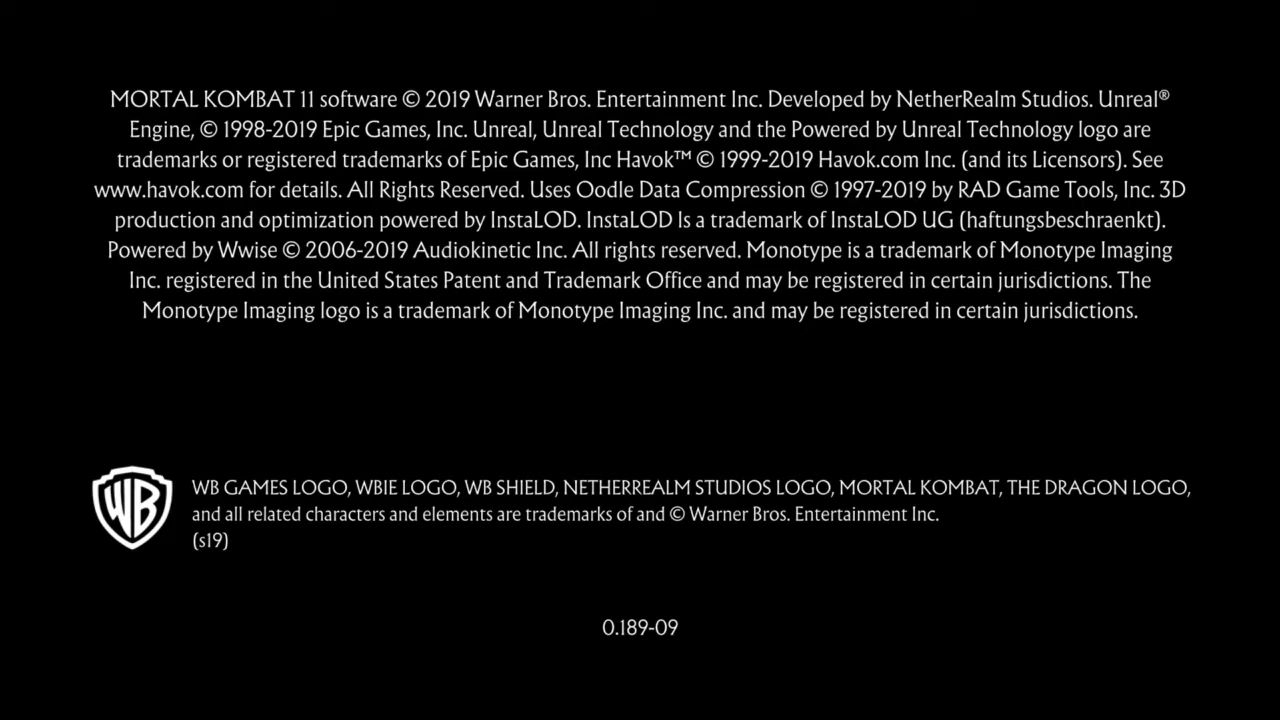 MORTAL KOMBAT 11 software © 2019 Warner Bros. Entertainment Inc. Developed by NetherRealm Studios. Unreal®
Engine, © 1998-2019 Epic Games, Inc. Unreal, Unreal Technology and the Powered by Unreal Technology logo are
trademarks or registered trademarks of Epic Games, Inc Havok™ © 1999-2019 Havok.com Inc. (and its Licensors). See
www.havok.com for details. All Rights Reserved. Uses Oodle Data Compression © 1997-2019 by RAD Game Tools, Inc. 3D
production and optimization powered by InstaLOD. InstaLOD Is a trademark of InstaLOD UG (haftungsbeschraenkt).
Powered by Wwise © 2006-2019 Audiokinetic Inc. All rights reserved. Monotype is a trademark of Monotype Imaging
Inc. registered in the United States Patent and Trademark Office and may be registered in certain jurisdictions. The
Monotype Imaging logo is a trademark of Monotype Imaging Inc. and may be registered in certain jurisdictions.
WB
WB GAMES LOGO, WBIE LOGO, WB SHIELD, NETHERREALM STUDIOS LOGO, MORTAL KOMBAT, THE DRAGON LOGO,
and all related characters and elements are trademarks of and © Warner Bros. Entertainment Inc.
(s19)
0.189-09